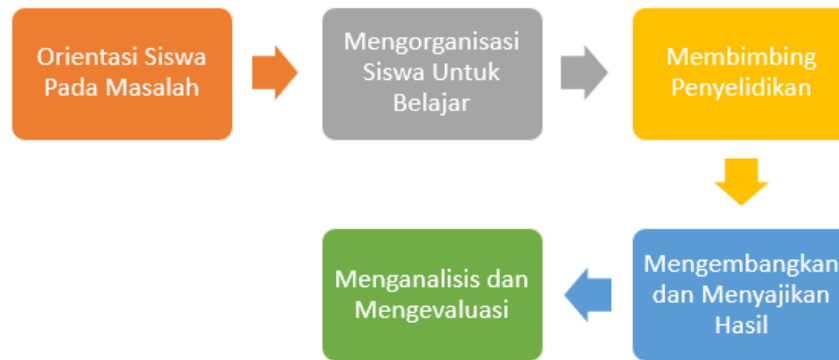 Orientasi Siswa
Pada Masalah
Mengorganisasi
Siswa Untuk
Belajar
Membimbing
Penyelidikan
Mengembangkan
dan Menyajikan
Hasil
Menganalisis dan
Mengevaluasi